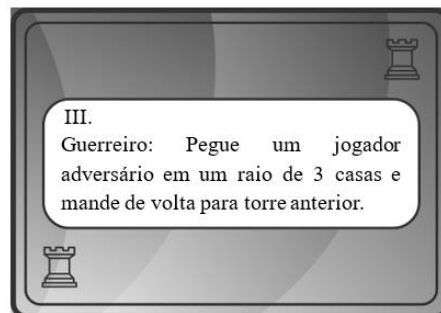 III.
Guerreiro: Pegue um jogador
adversário em um raio de 3 casas e
mande de volta para torre anterior.